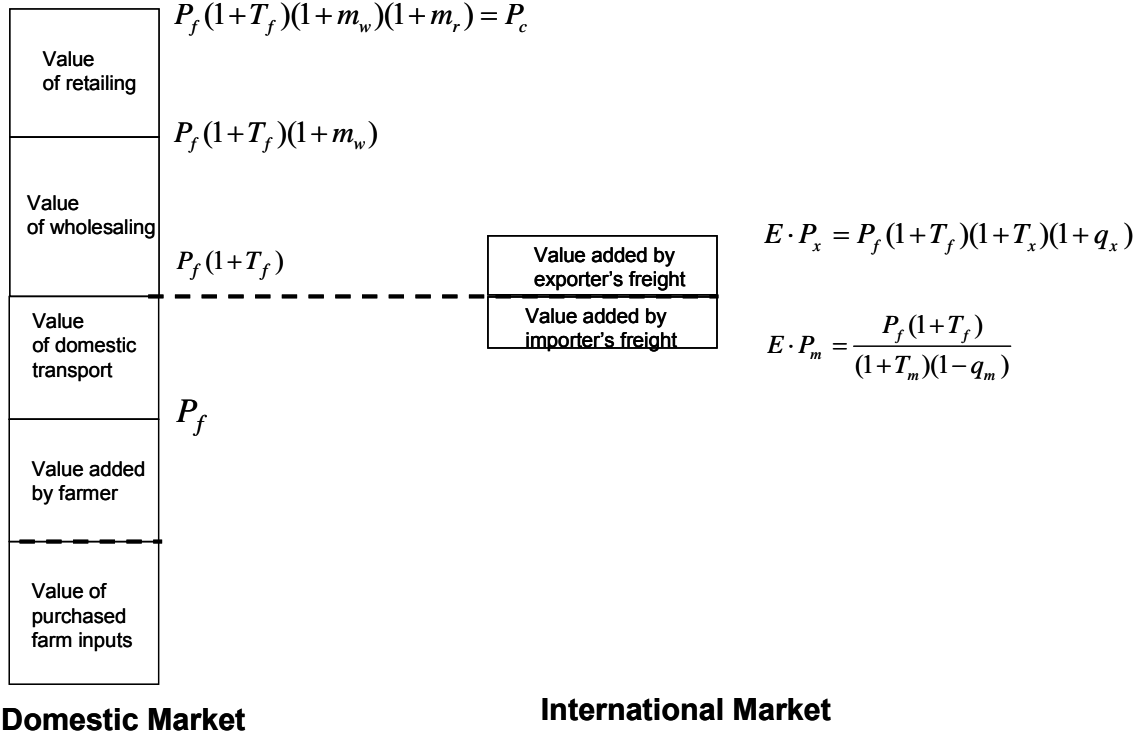 P_f(1+T_f)(1+m_w)(1+m_r) = P_c
Value
of retailing
P_f(1+T_f)(1+m_w)
Value
of wholesaling
P_f(1+T_f)
Value
of domestic
transport
P_f
Value added
by farmer
Value of
purchased
farm inputs
Domestic Market
Value added by
exporter's freight
Value added by
importer's freight
E · P_x = P_f(1+T_f)(1+T_x)(1+q_x)
E · P_m = P_f(1+T_f) / (1+T_m)(1−q_m)
International Market